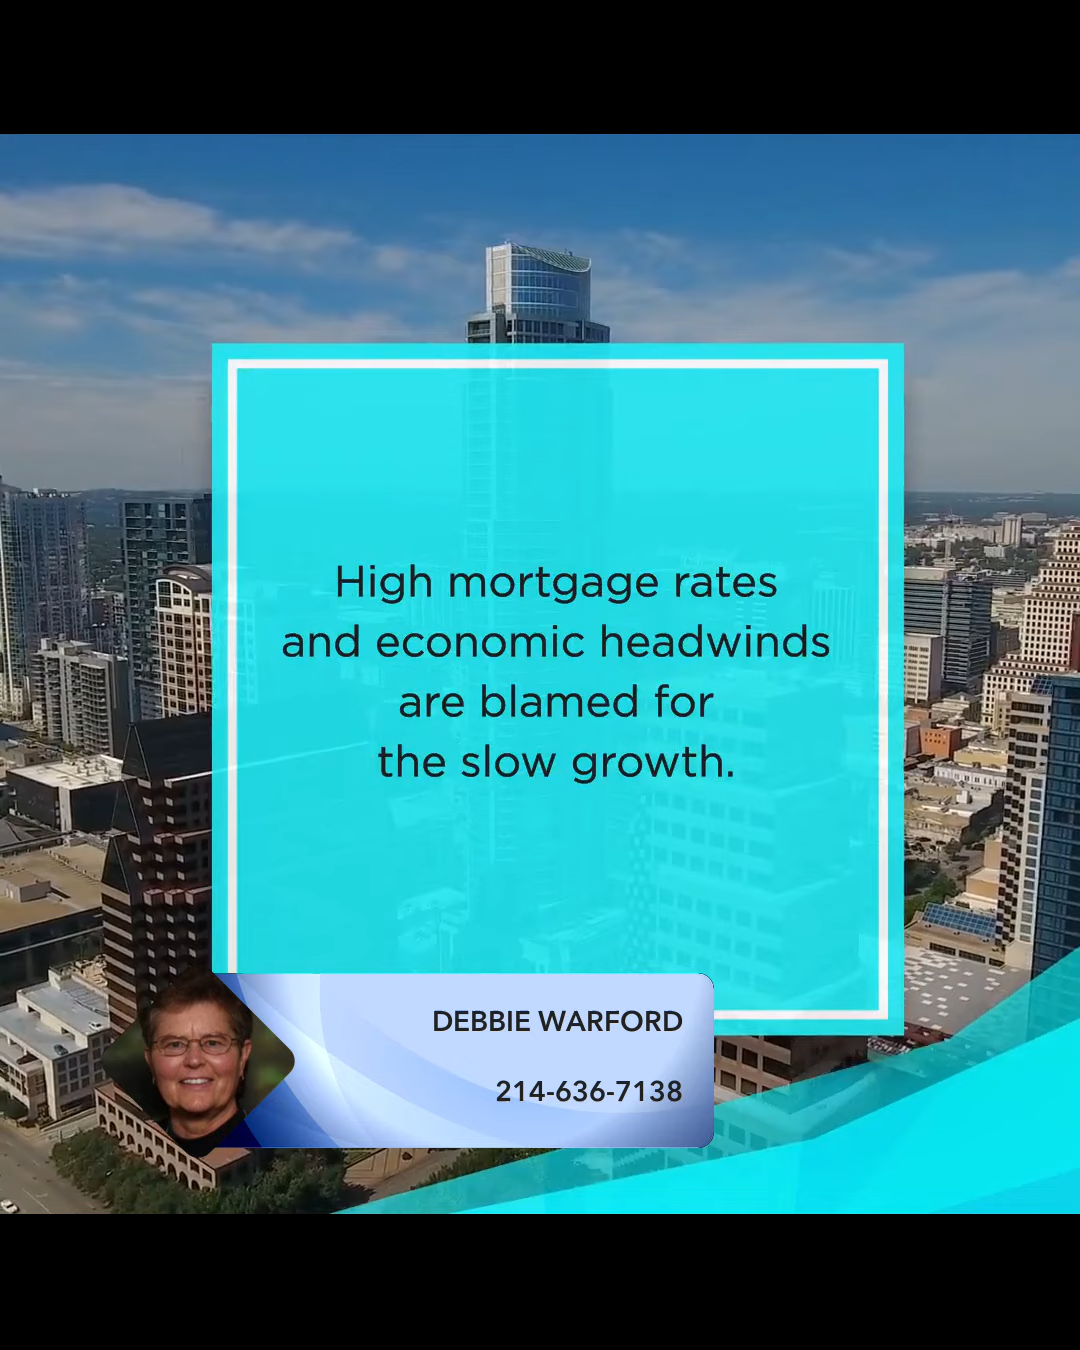 High mortgage rates
and economic headwinds
are blamed for
the slow growth.
DEBBIE WARFORD
214-636-7138